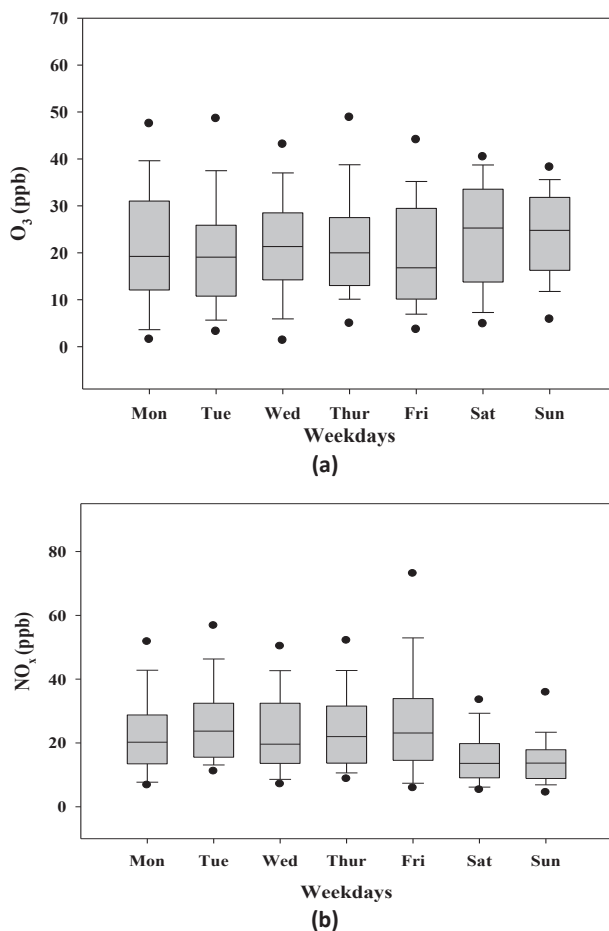 70
60
50
40
30
20
10
0
O₃ (ppb)
Mon Tue Wed Thur Fri Sat Sun
Weekdays
(a)
80
60
40
20
0
NOₓ (ppb)
Mon Tue Wed Thur Fri Sat Sun
Weekdays
(b)